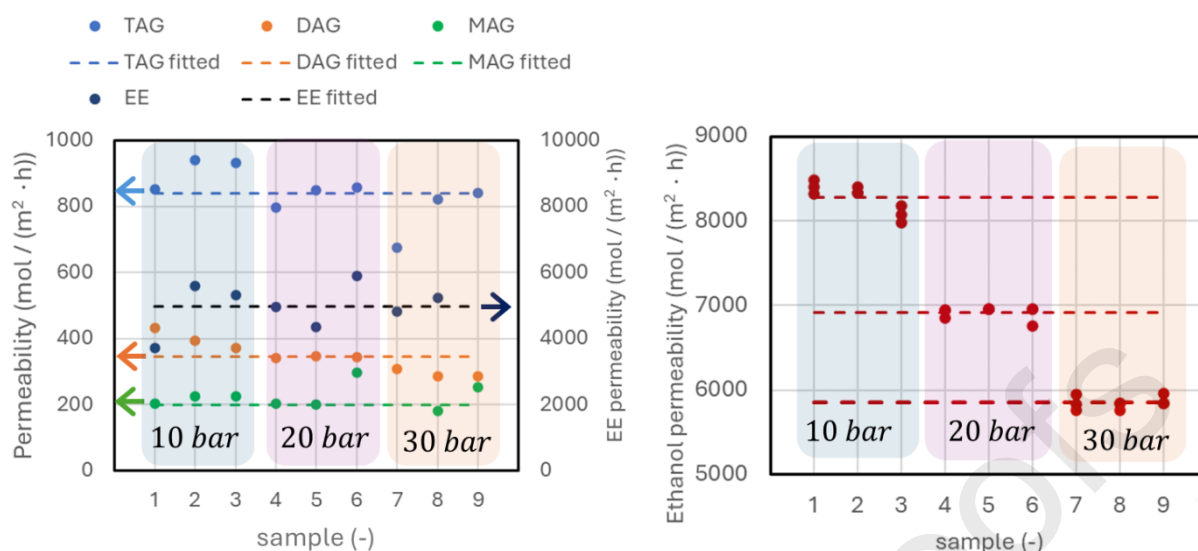 TAG DAG MAG
TAG fitted DAG fitted MAG fitted
EE EE fitted
Permeability (mol / (m² · h))
1000
800
600
400
200
0
10 bar 20 bar 30 bar
1 2 3 4 5 6 7 8 9
sample (-)
10000
8000
6000
4000
2000
0
EE permeability (mol / (m² · h))
Ethanol permeability (mol / (m² · h))
9000
8000
7000
6000
5000
10 bar 20 bar 30 bar
1 2 3 4 5 6 7 8 9
sample (-)